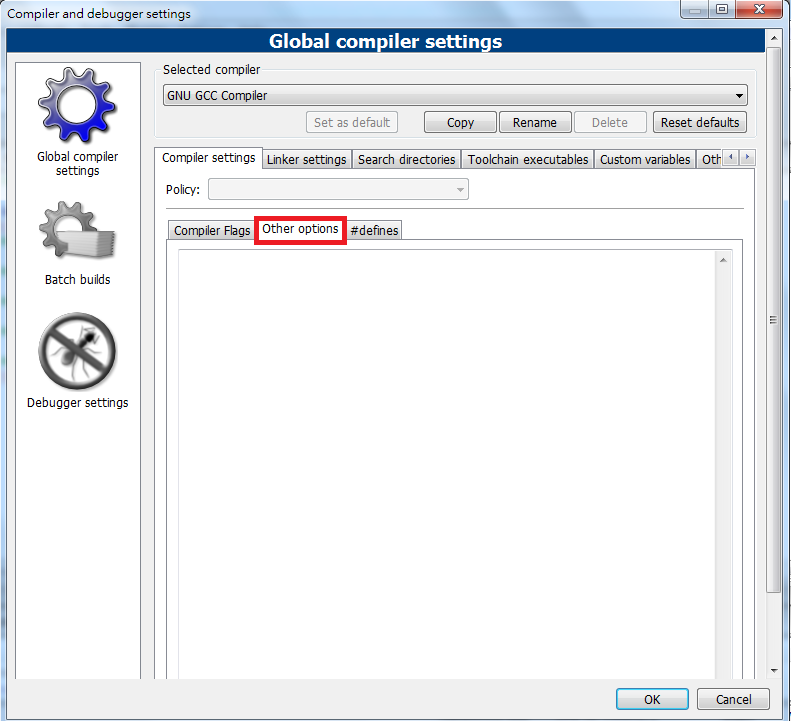 Compiler and debugger settings
Global compiler settings
Global compiler
settings
Batch builds
Debugger settings
Selected compiler
GNU GCC Compiler
Set as default Copy Rename Delete Reset defaults
Compiler settings Linker settings Search directories Toolchain executables Custom variables Oth
Policy:
Compiler Flags Other options #defines
OK Cancel